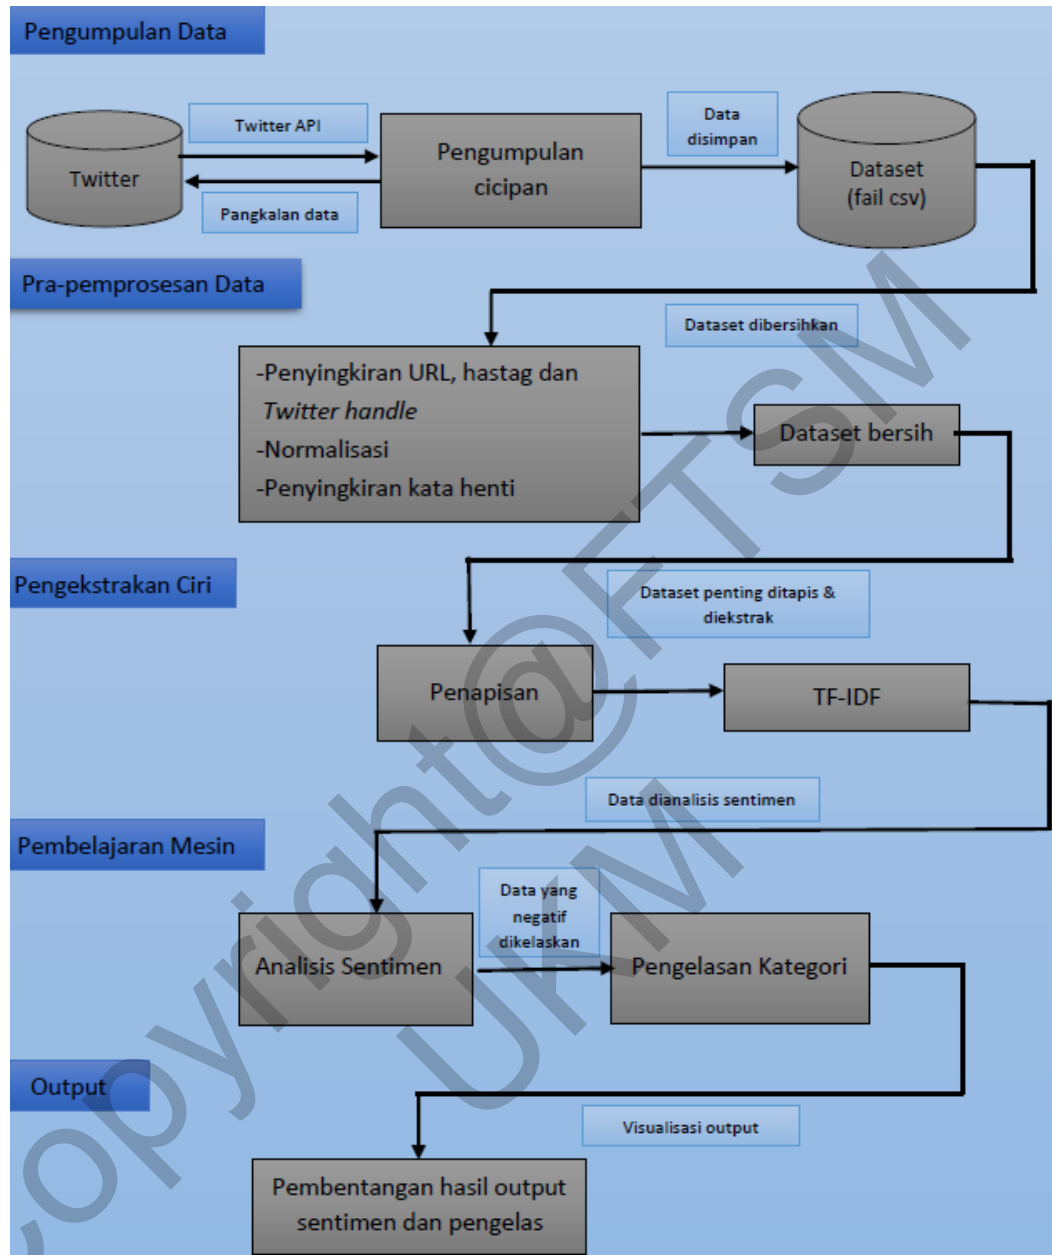 Pengumpulan Data
Twitter
Twitter API
Pangkalan data
Pengumpulan
cicipan
Data
disimpan
Dataset
(fail csv)
Pra-pemprosesan Data
Dataset dibersihkan
-Penyingkiran URL, hastag dan
Twitter handle
-Normalisasi
-Penyingkiran kata henti
Dataset bersih
Pengekstrakan Ciri
Dataset penting ditapis &
diekstrak
Penapisan
TF-IDF
Data dianalisis sentimen
Pembelajaran Mesin
Analisis Sentimen
Data yang
negatif
dikelaskan
Pengelasan Kategori
Output
Visualisasi output
Pembentangan hasil output
sentimen dan pengelas
Copyright@FTSM
UKM